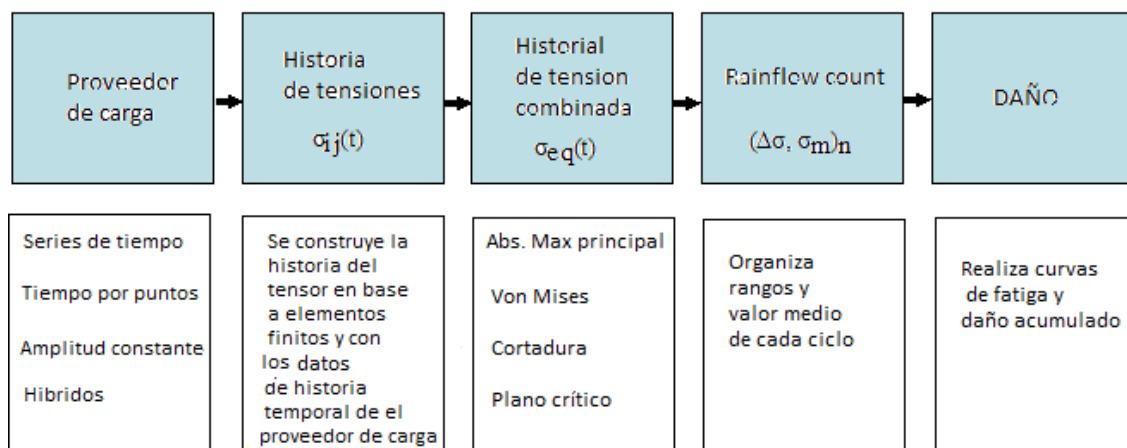 Proveedor
de carga
Historia
de tensiones
σij(t)
Historial
de tension
combinada
σeq(t)
Rainflow count
(Δσ, σm)n
DAÑO
Series de tiempo
Tiempo por puntos
Amplitud constante
Hibridos
Se construye la
historia del
tensor en base
a elementos
finitos y con
los datos
de historia
temporal de el
proveedor de carga
Abs. Max principal
Von Mises
Cortadura
Plano crítico
Organiza
rangos y
valor medio
de cada ciclo
Realiza curvas
de fatiga y
daño acumulado